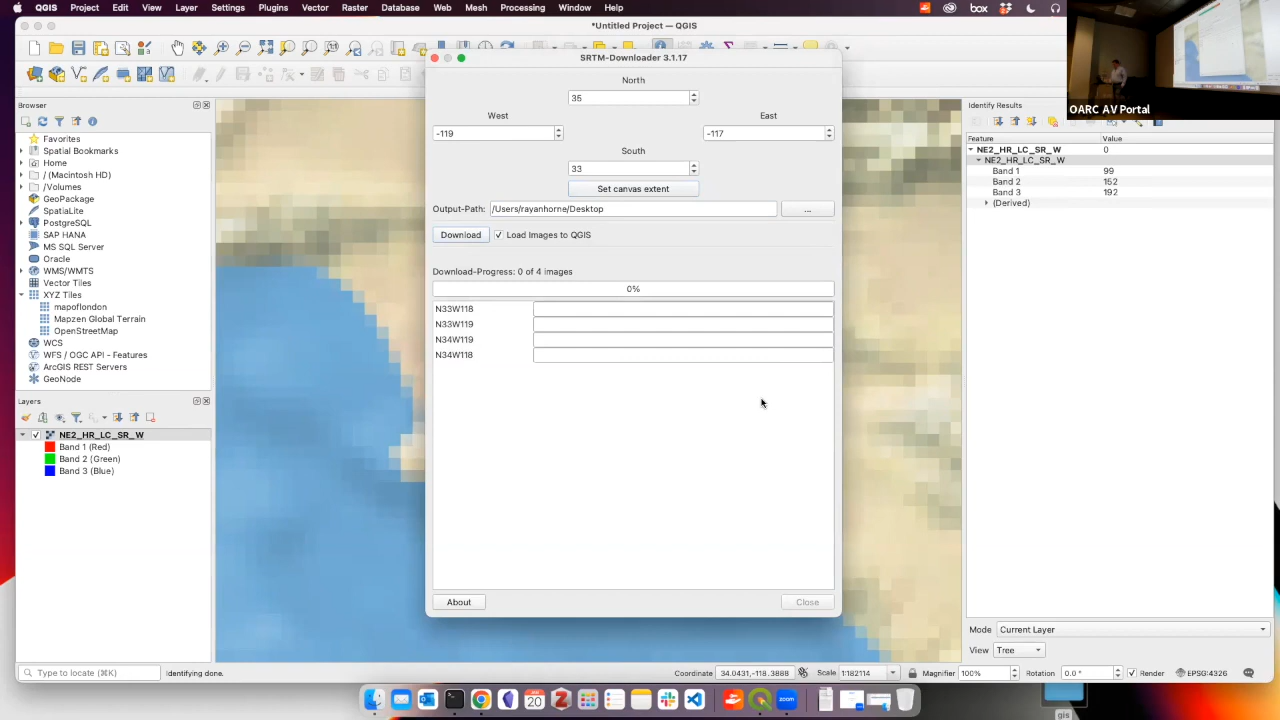 QGIS Project Edit View Layer Settings Plugins Vector Raster Database Web Mesh Processing Window Help
box
*Untitled Project — QGIS
OARC AV Portal
SRTM-Downloader 3.1.17
North
35
West
East
-119
-117
South
33
Set canvas extent
Output-Path: /Users/rayanhorne/Desktop ...
Download Load Images to QGIS
Download-Progress: 0 of 4 images
0%
N33W118
N33W119
N34W119
N34W118
About Close
Browser
Favorites
Spatial Bookmarks
Home
/ (Macintosh HD)
/Volumes
GeoPackage
SpatiaLite
PostgreSQL
SAP HANA
MS SQL Server
Oracle
WMS/WMTS
Vector Tiles
XYZ Tiles
mapoflondon
Mapzen Global Terrain
OpenStreetMap
WCS
WFS / OGC API - Features
ArcGIS REST Servers
GeoNode
Layers
NE2_HR_LC_SR_W
Band 1 (Red)
Band 2 (Green)
Band 3 (Blue)
Identify Results
Feature Value
NE2_HR_LC_SR_W 0
NE2_HR_LC_SR_W
Band 1 99
Band 2 152
Band 3 192
(Derived)
Mode Current Layer
View Tree
Type to locate (⌘K) Identifying done. Coordinate 34.0431,-118.3888 Scale 1:182114 Magnifier 100% Rotation 0.0 ° Render EPSG:4326
JAN
20
zoom
gis